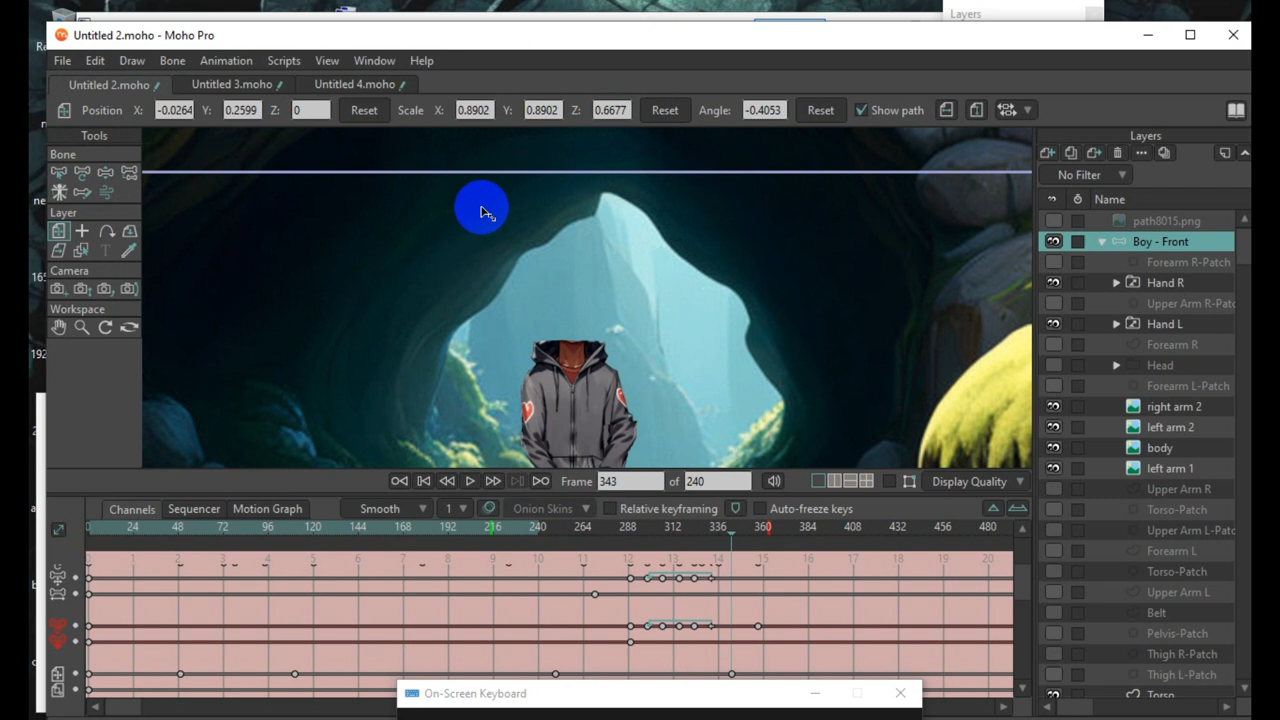 Re
Layers
Untitled 2.moho - Moho Pro
File Edit Draw Bone Animation Scripts View Window Help
Untitled 2.moho Untitled 3.moho Untitled 4.moho
Position X: -0.0264 Y: 0.2599 Z: 0 Reset Scale X: 0.8902 Y: 0.8902 Z: 0.6677 Reset Angle: -0.4053 Reset Show path
Tools
Bone
Layer
T
Camera
Workspace
ne
165
192
Layers
No Filter
Name
path8015.png
Boy - Front
Forearm R-Patch
Hand R
Upper Arm R-Patc
Hand L
Forearm R
Head
Forearm L-Patch
right arm 2
left arm 2
body
left arm 1
Upper Arm R
Torso-Patch
Upper Arm L-Patc
Forearm L
Torso-Patch
Upper Arm L
Belt
Pelvis-Patch
Thigh R-Patch
Thigh L-Patch
Torso
Frame 343 of 240 Display Quality
Channels Sequencer Motion Graph Smooth 1 Onion Skins Relative keyframing Auto-freeze keys
0 24 48 72 96 120 144 168 192 216 240 264 288 312 336 360 384 408 432 456 480
1 2 3 4 5 6 7 8 9 10 11 12 13 14 15 16 17 18 19 20
On-Screen Keyboard